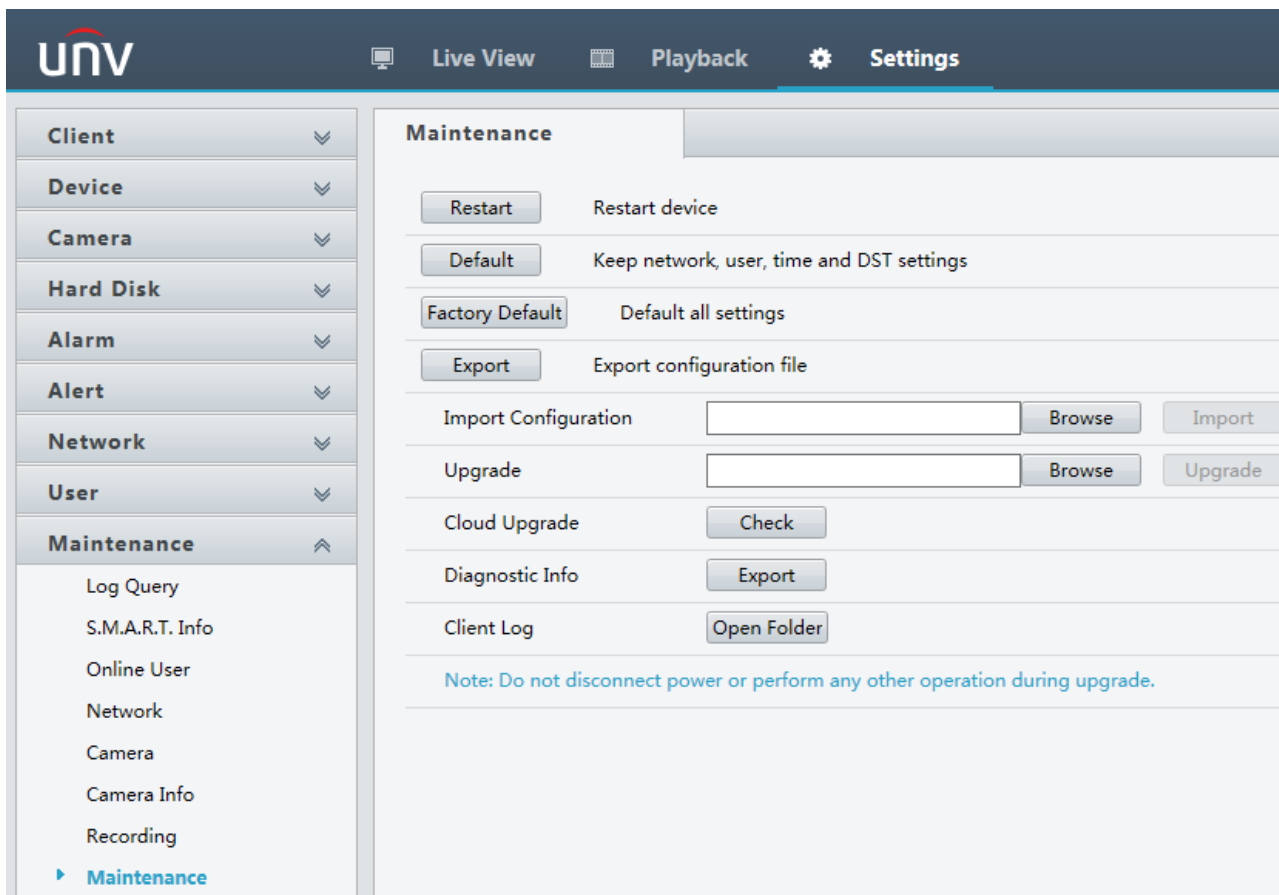 unv
Live View
Playback
Settings
Client
Device
Camera
Hard Disk
Alarm
Alert
Network
User
Maintenance
Log Query
S.M.A.R.T. Info
Online User
Network
Camera
Camera Info
Recording
Maintenance
Maintenance
Restart Restart device
Default Keep network, user, time and DST settings
Factory Default Default all settings
Export Export configuration file
Import Configuration Browse Import
Upgrade Browse Upgrade
Cloud Upgrade Check
Diagnostic Info Export
Client Log Open Folder
Note: Do not disconnect power or perform any other operation during upgrade.